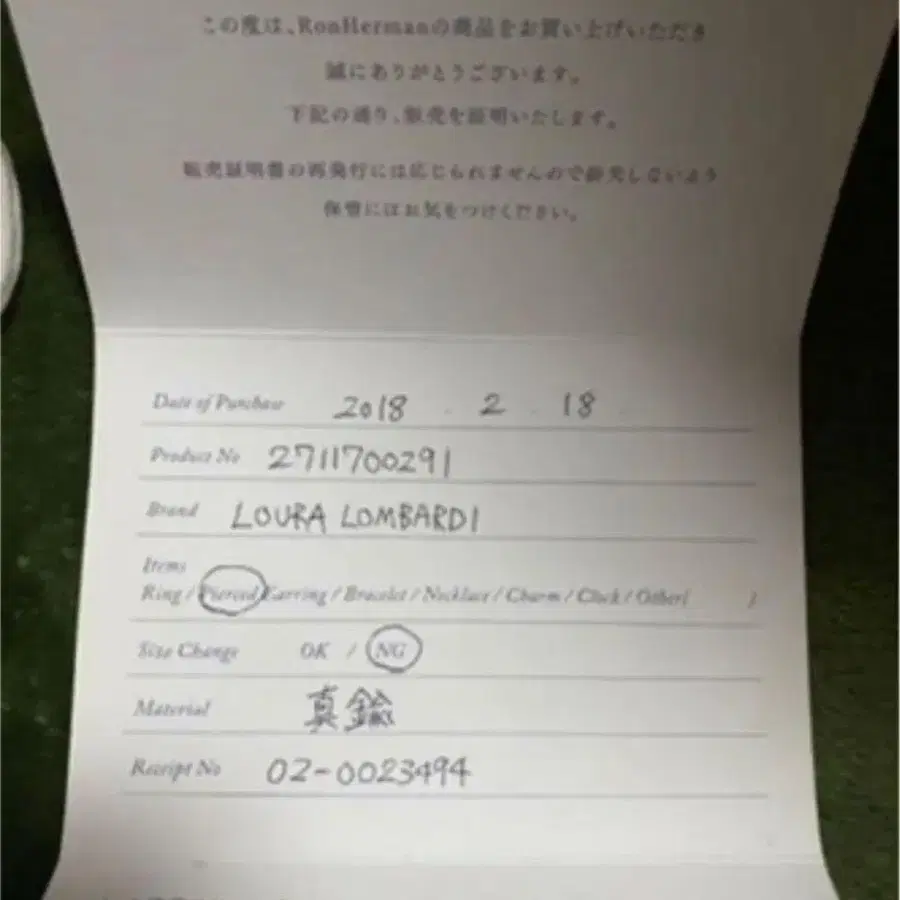 この度は、RonHermanの商品をお買い上げいただき
誠にありがとうございます。
下記の通り、販売を証明いたします。
販売証明書の再発行には応じられませんので紛失しないよう
保管にはお気をつけください。
Date of Purchase 2018 . 2 . 18
Product No 2711700291
Brand LOURA LOMBARDI
Items
Ring / Pierced Earring / Bracelet / Necklace / Charm / Clock / Other( )
Size Change OK / NG
Material 真鍮
Receipt No 02-0023494